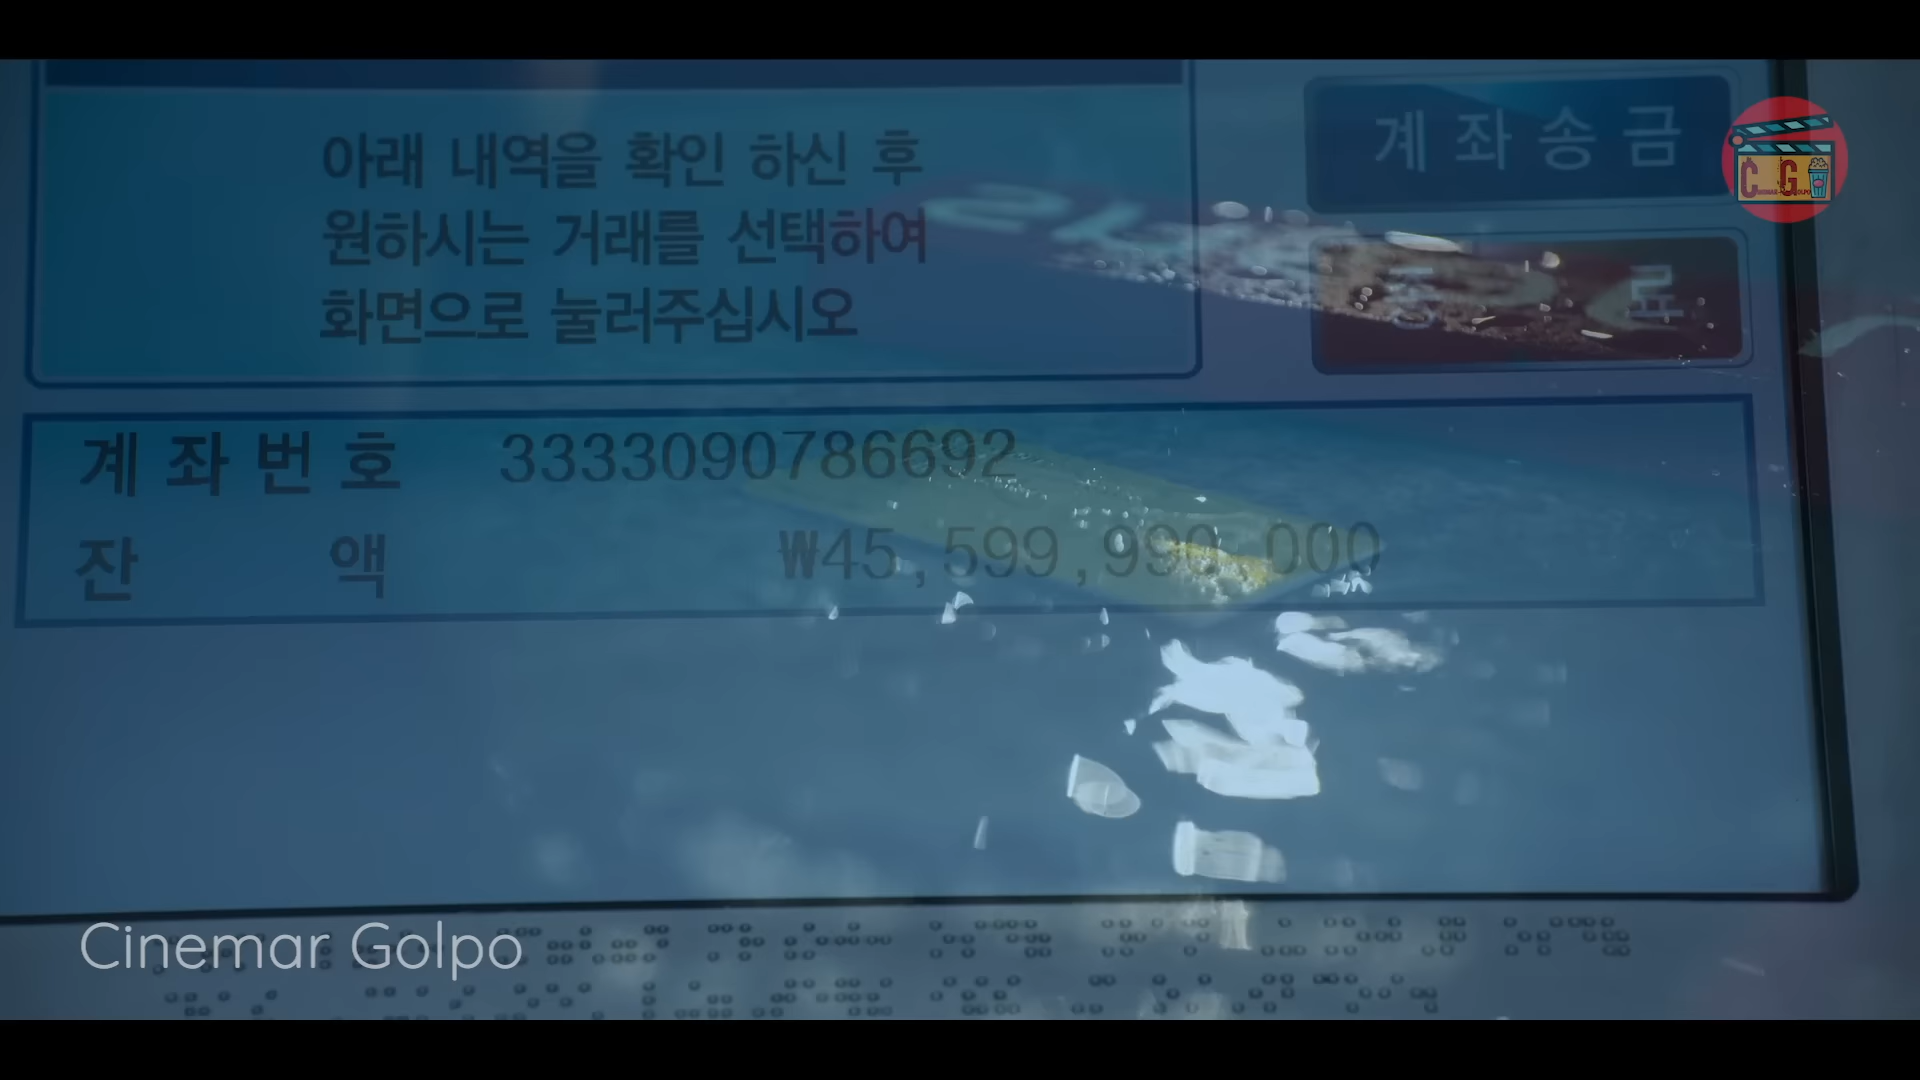 아래 내역을 확인 하신 후
원하시는 거래를 선택하여
화면으로 눌러주십시오
계좌송금
종 료
계좌번호 3333090786692
잔 액 ₩45,599,990,000
C G
Cinemar Golpo